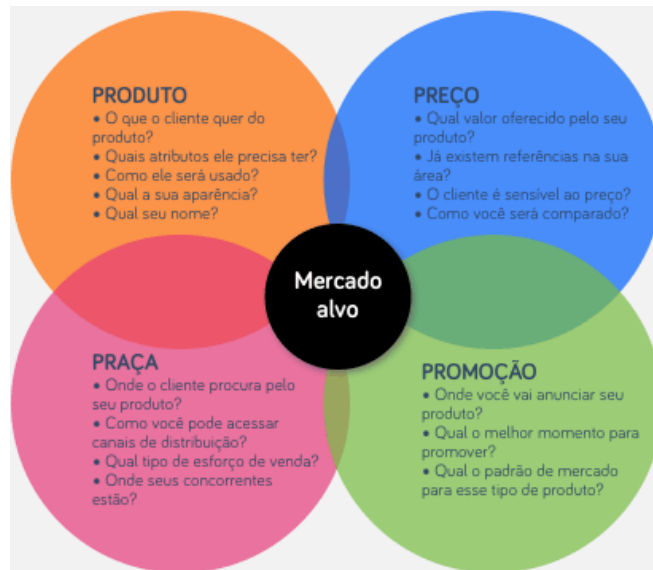 PRODUTO
• O que o cliente quer do
produto?
• Quais atributos ele precisa ter?
• Como ele será usado?
• Qual a sua aparência?
• Qual seu nome?
PREÇO
• Qual valor oferecido pelo seu
produto?
• Já existem referências na sua
área?
• O cliente é sensível ao preço?
• Como você será comparado?
Mercado
alvo
PRAÇA
• Onde o cliente procura pelo
seu produto?
• Como você pode acessar
canais de distribuição?
• Qual tipo de esforço de venda?
• Onde seus concorrentes
estão?
PROMOÇÃO
• Onde você vai anunciar seu
produto?
• Qual o melhor momento para
promover?
• Qual o padrão de mercado
para esse tipo de produto?